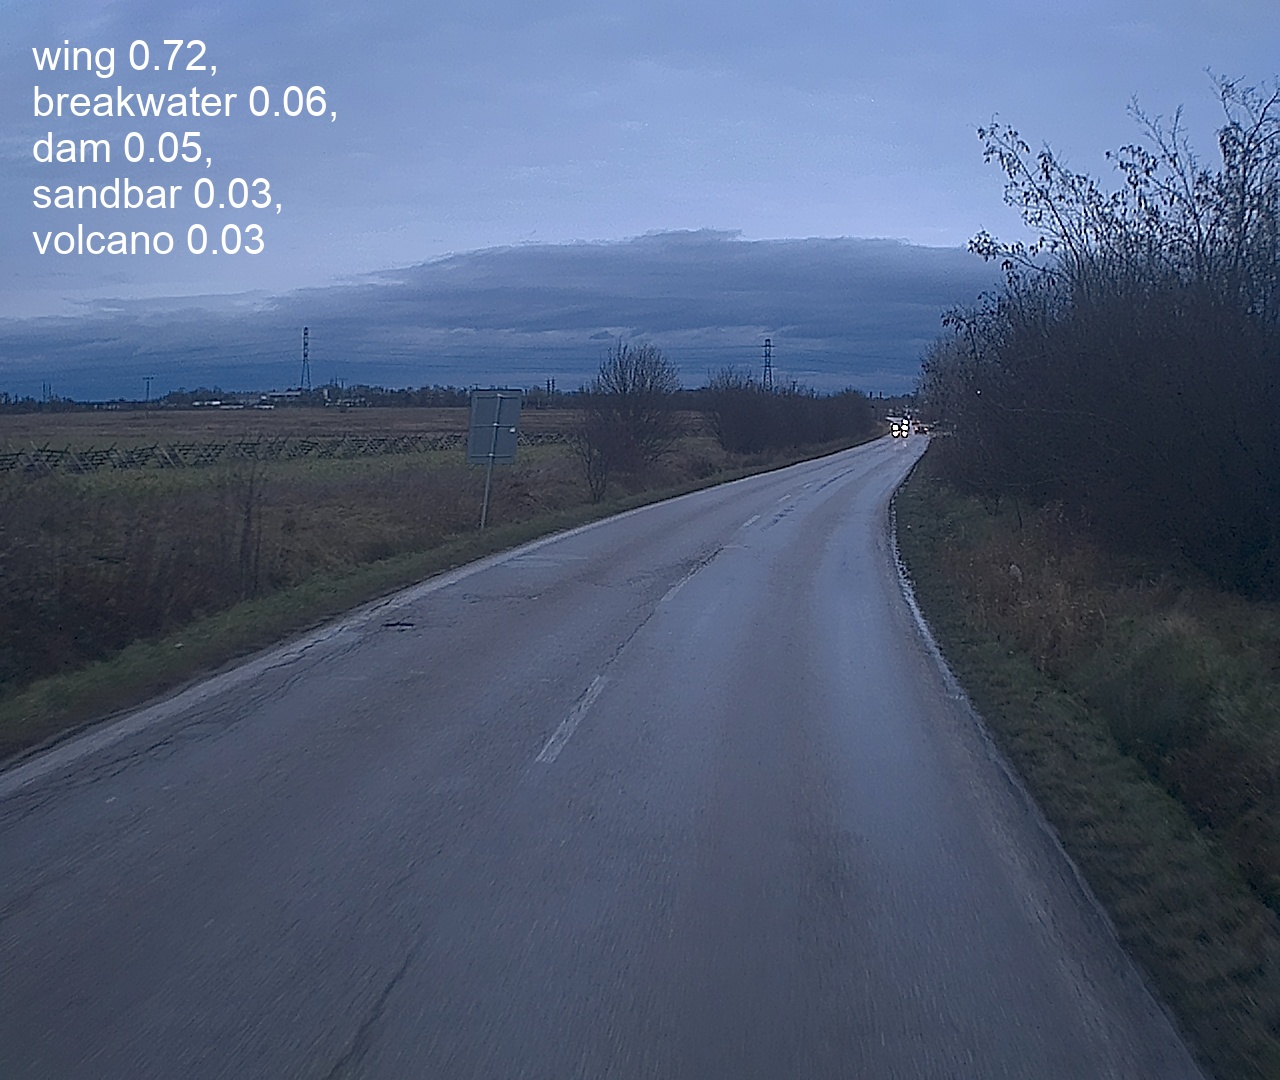 wing 0.72,
breakwater 0.06,
dam 0.05,
sandbar 0.03,
volcano 0.03